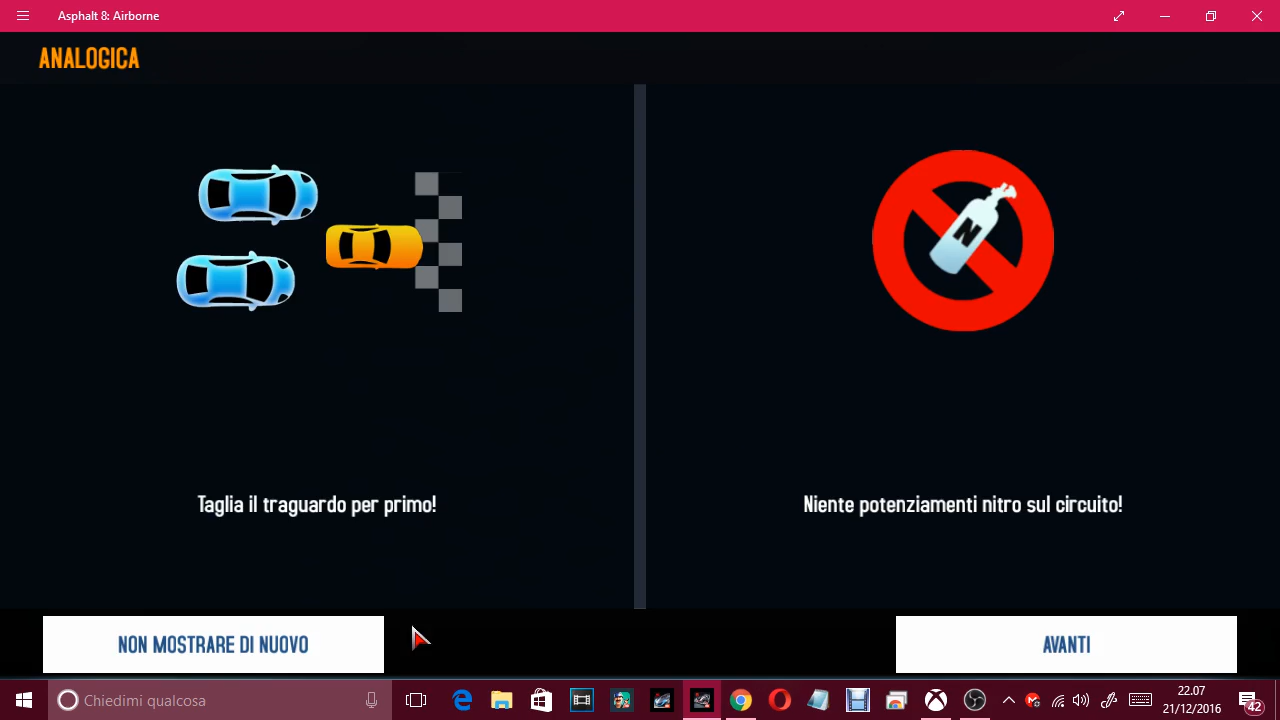 Asphalt 8: Airborne
ANALOGICA
N
Taglia il traguardo per primo!
Niente potenziamenti nitro sul circuito!
NON MOSTRARE DI NUOVO
AVANTI
Chiedimi qualcosa
22.07
21/12/2016
42